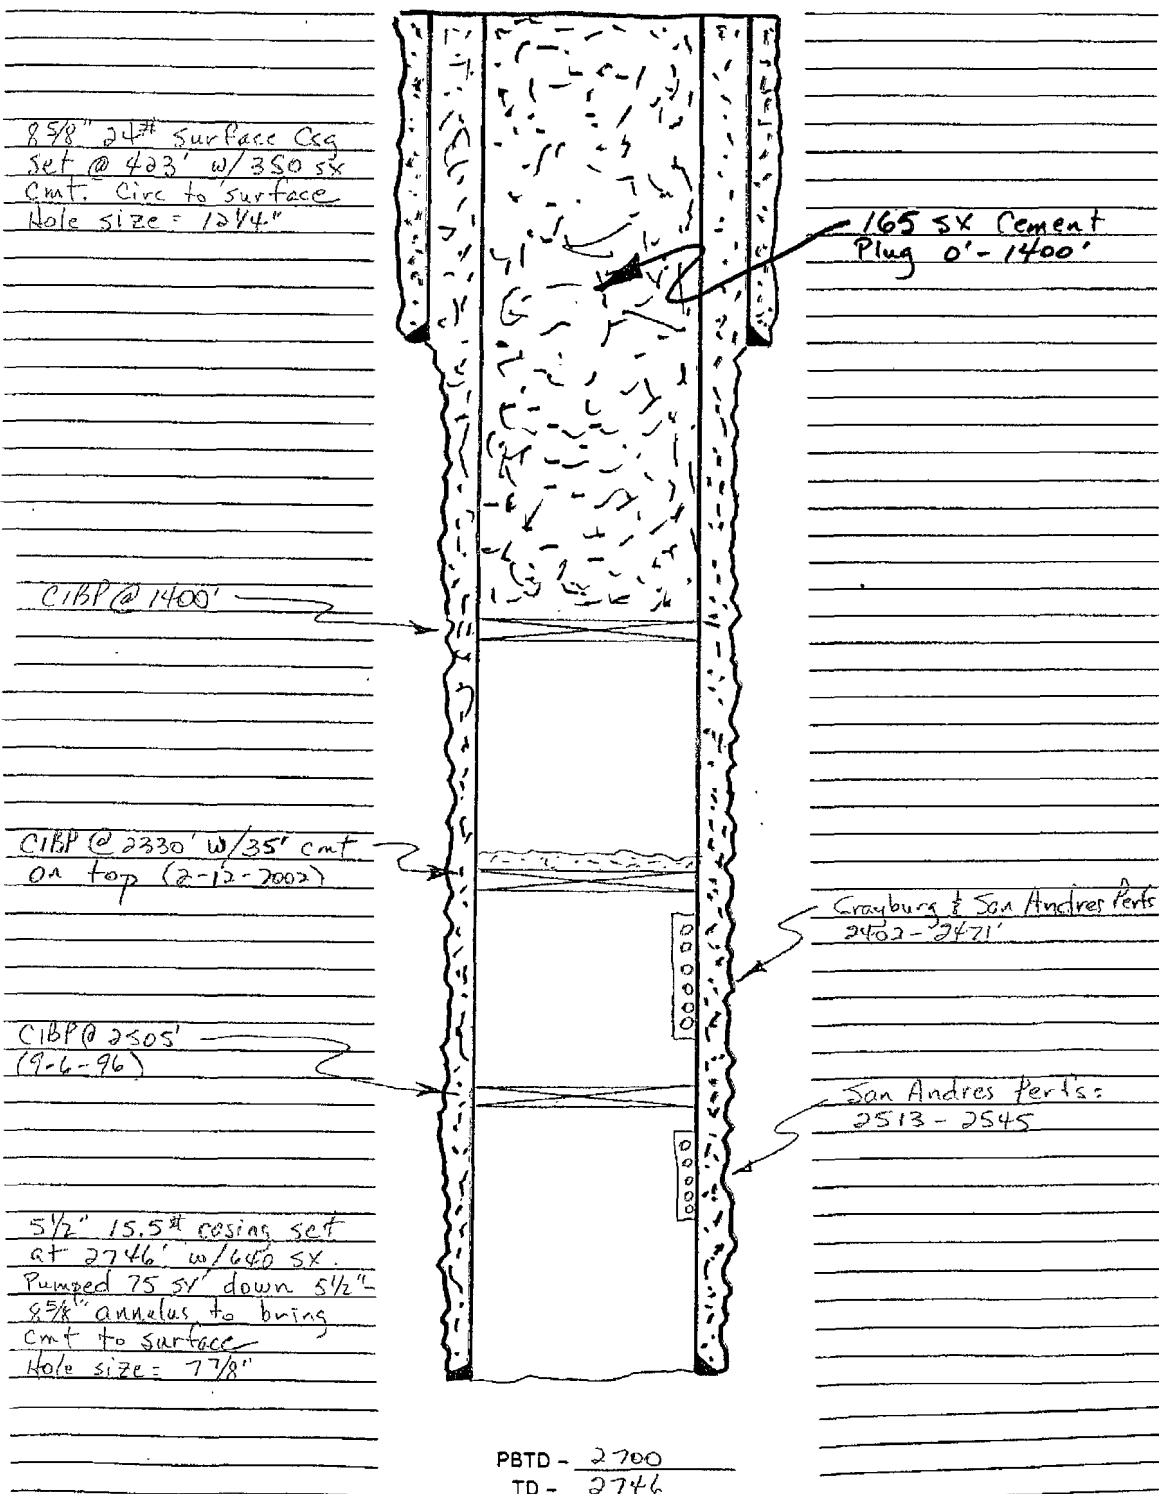 8 5/8" 24# surface Csg
set @ 423' w/ 350 sx
Cmt. Circ to surface
Hole size = 12 1/4"
165 sx Cement
Plug 0' - 1400'
CIBP @ 1400'
CIBP @ 2330' w/35' cmt
on top (2-12-2002)
Grayburg & San Andres Perfs
2402 - 2471'
CIBP @ 2505'
(9-6-96)
San Andres Perfs:
2513 - 2545
5 1/2" 15.5# casing set
at 2746' w/640 sx.
Pumped 75 sx down 5 1/2" -
8 5/8" annulus to bring
cmt to surface
Hole size = 7 7/8"
PBTD - 2700
TD - 2746